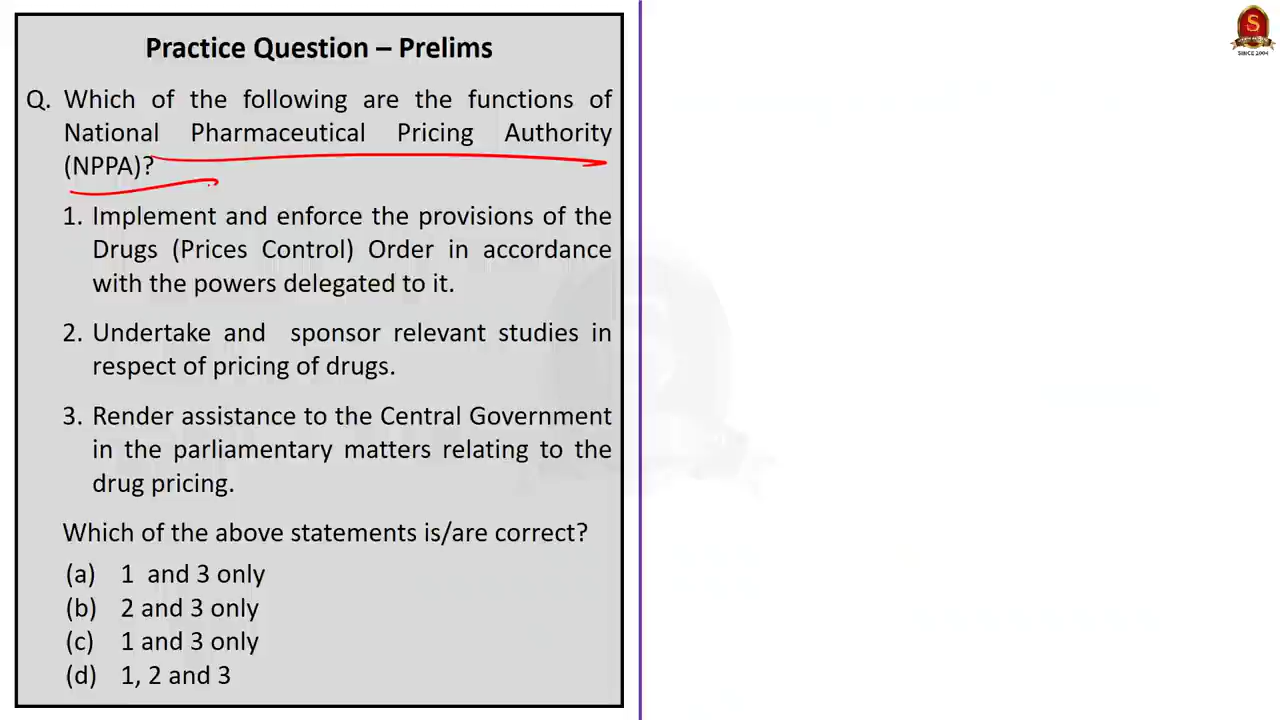 Practice Question – Prelims
Q. Which of the following are the functions of
National Pharmaceutical Pricing Authority
(NPPA)?
1. Implement and enforce the provisions of the
Drugs (Prices Control) Order in accordance
with the powers delegated to it.
2. Undertake and sponsor relevant studies in
respect of pricing of drugs.
3. Render assistance to the Central Government
in the parliamentary matters relating to the
drug pricing.
Which of the above statements is/are correct?
(a) 1 and 3 only
(b) 2 and 3 only
(c) 1 and 3 only
(d) 1, 2 and 3
S
SINCE 2004